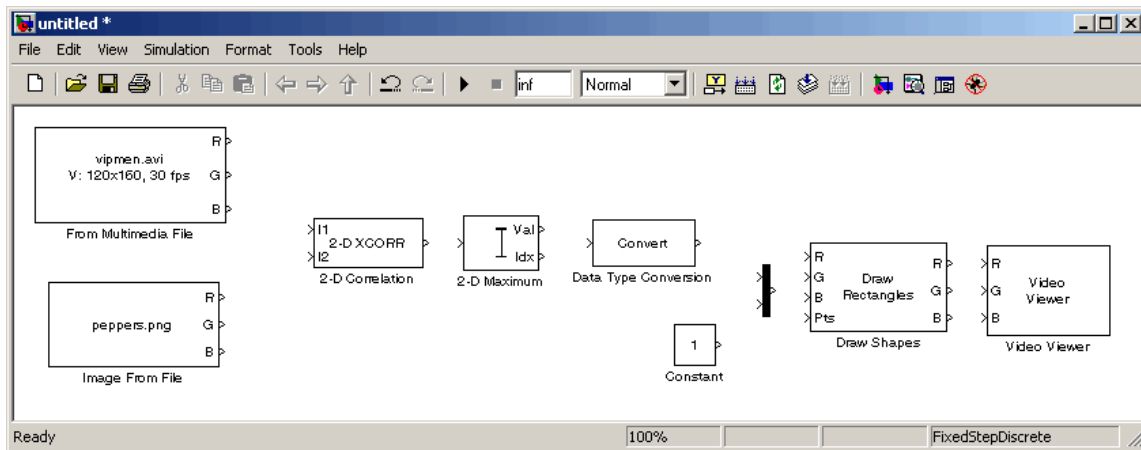 untitled *
File Edit View Simulation Format Tools Help
inf Normal
R
vipmen.avi
V: 120x160, 30 fps G
B
From Multimedia File
I1 2-D XCORR
I2
2-D Correlation
Val
Idx
2-D Maximum
Convert
Data Type Conversion
R R
G Draw
B Rectangles G
Pts B
Draw Shapes
R
G Video
Viewer
B
Video Viewer
R
peppers.png G
B
Image From File
1
Constant
Ready 100% FixedStepDiscrete